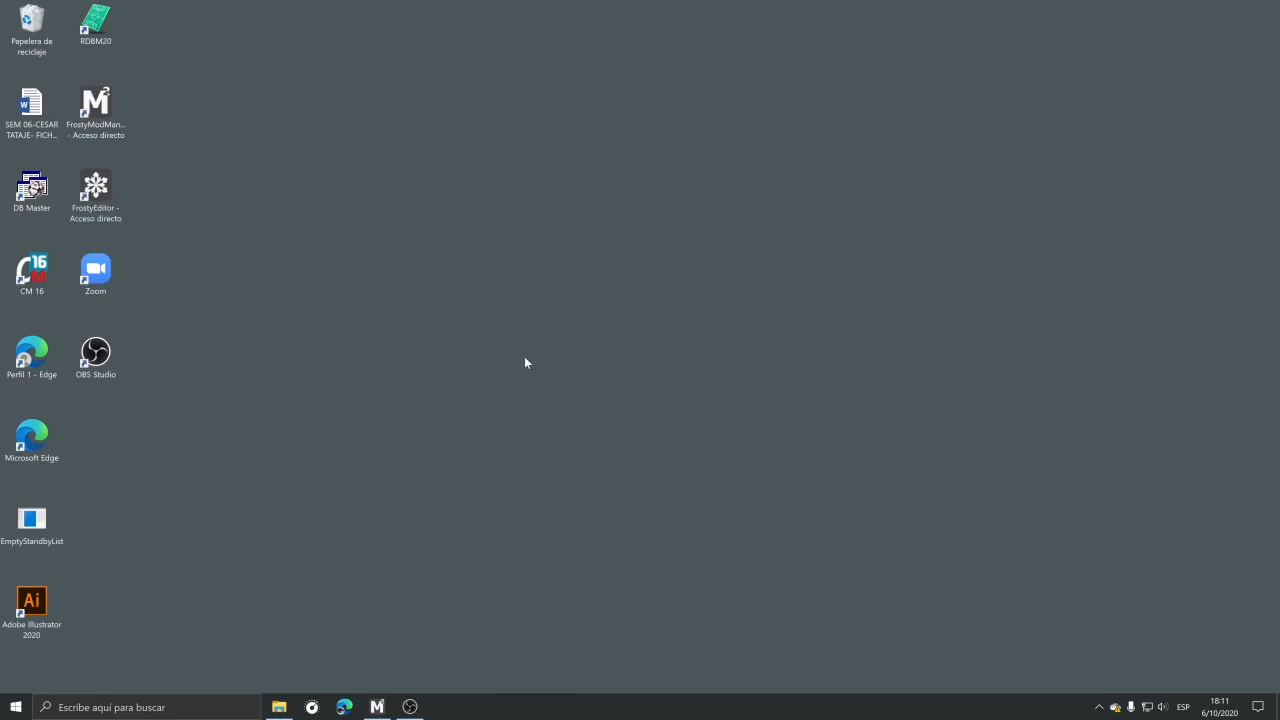 Papelera de
reciclaje
RDBM20
SEM 06-CESAR
TATAJE- FICH...
FrostyModMan...
- Acceso directo
DB Master
FrostyEditor -
Acceso directo
16
CM 16
Zoom
Perfil 1 - Edge
OBS Studio
Microsoft Edge
EmptyStandbyList
Ai
Adobe Illustrator
2020
Escribe aquí para buscar
ESP
18:11
6/10/2020